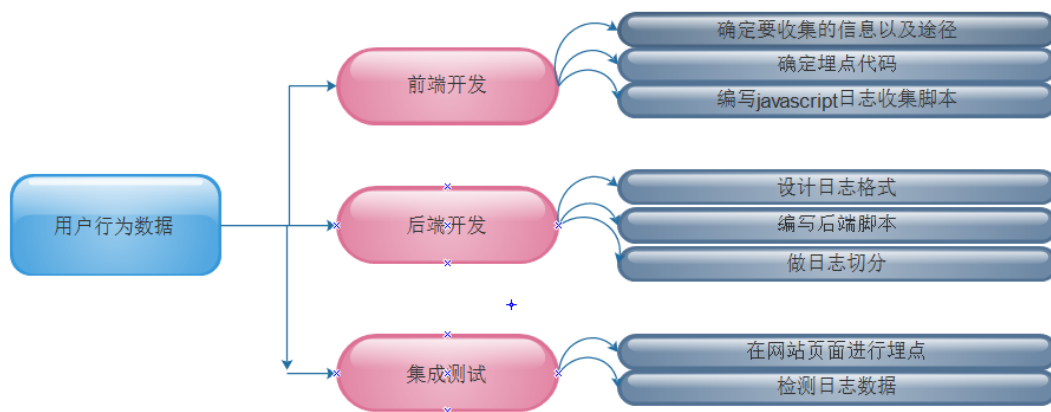 用户行为数据
前端开发
确定要收集的信息以及途径
确定埋点代码
编写javascript日志收集脚本
后端开发
设计日志格式
编写后端脚本
做日志切分
集成测试
在网站页面进行埋点
检测日志数据